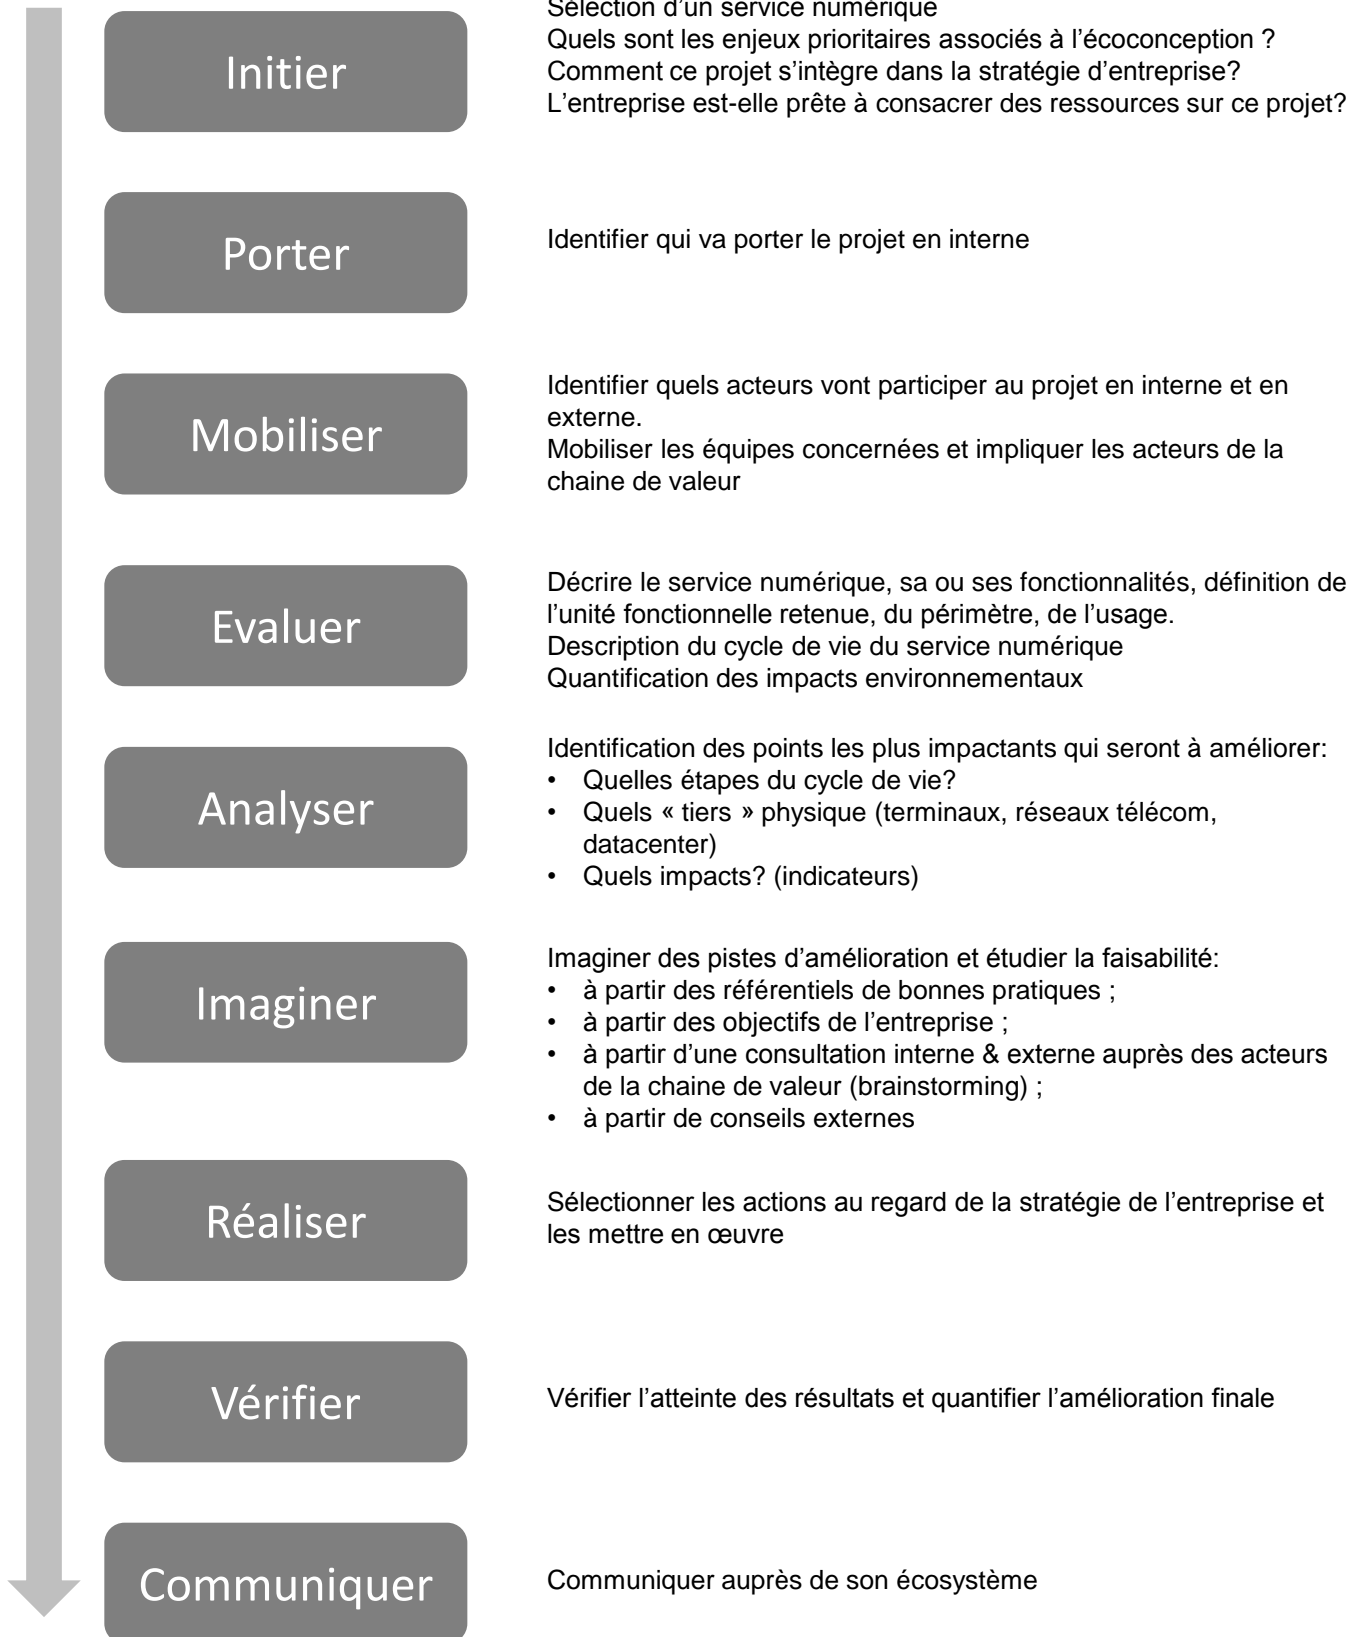 Initier
Sélection d'un service numérique
Quels sont les enjeux prioritaires associés à l'écoconception ?
Comment ce projet s'intègre dans la stratégie d'entreprise?
L'entreprise est-elle prête à consacrer des ressources sur ce projet?
Porter
Identifier qui va porter le projet en interne
Mobiliser
Identifier quels acteurs vont participer au projet en interne et en
externe.
Mobiliser les équipes concernées et impliquer les acteurs de la
chaine de valeur
Evaluer
Décrire le service numérique, sa ou ses fonctionnalités, définition de
l'unité fonctionnelle retenue, du périmètre, de l'usage.
Description du cycle de vie du service numérique
Quantification des impacts environnementaux
Analyser
Identification des points les plus impactants qui seront à améliorer:
• Quelles étapes du cycle de vie?
• Quels « tiers » physique (terminaux, réseaux télécom,
datacenter)
• Quels impacts? (indicateurs)
Imaginer
Imaginer des pistes d'amélioration et étudier la faisabilité:
• à partir des référentiels de bonnes pratiques ;
• à partir des objectifs de l'entreprise ;
• à partir d'une consultation interne & externe auprès des acteurs
de la chaine de valeur (brainstorming) ;
• à partir de conseils externes
Réaliser
Sélectionner les actions au regard de la stratégie de l'entreprise et
les mettre en œuvre
Vérifier
Vérifier l'atteinte des résultats et quantifier l'amélioration finale
Communiquer
Communiquer auprès de son écosystème